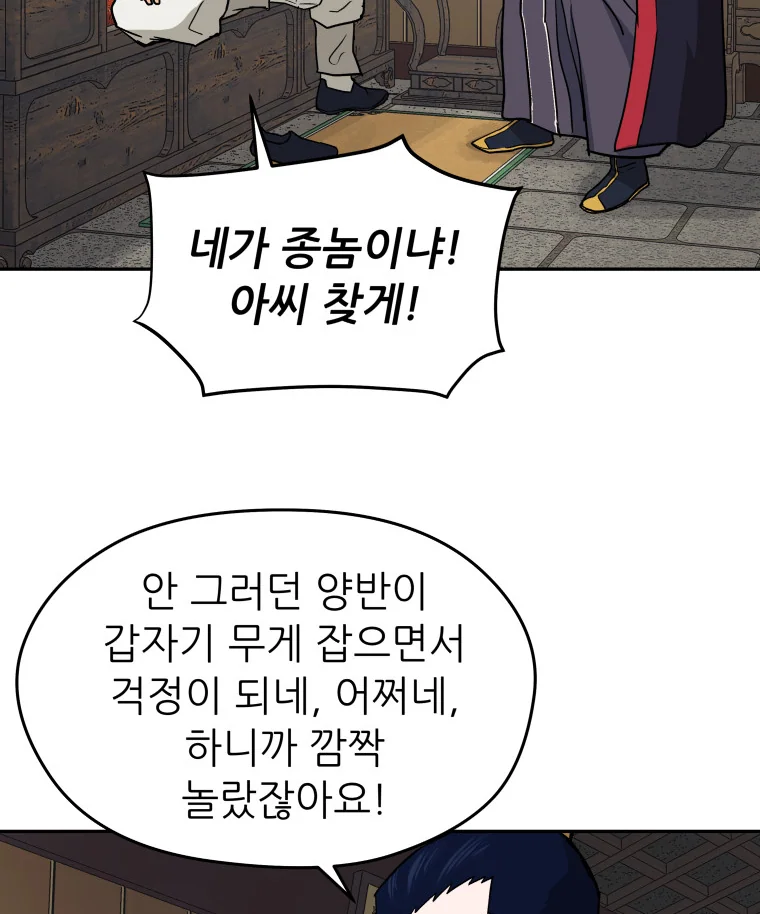 네가 종놈이냐!
아씨 찾게!
안 그러던 양반이
갑자기 무게 잡으면서
걱정이 되네, 어쩌네,
하니까 깜짝
놀랐잖아요!